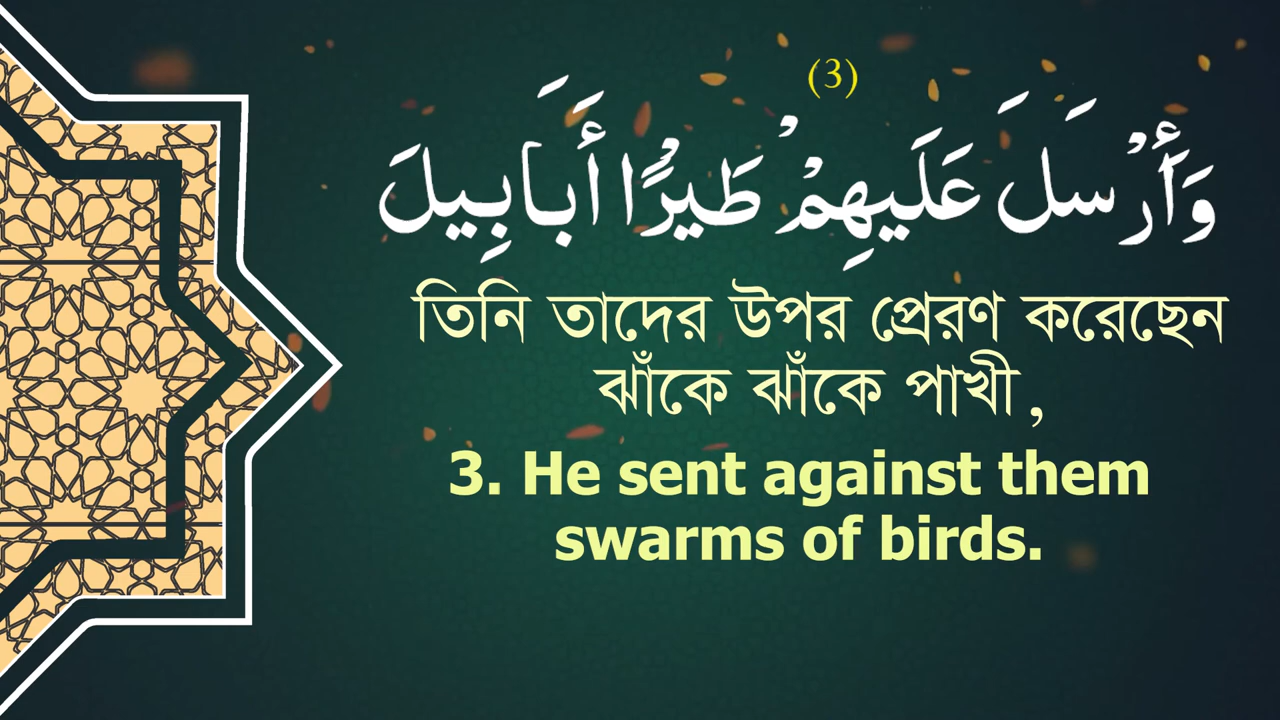 (3)
وَأَرْسَلَ عَلَيْهِمْ طَيْرًا أَبَابِيلَ
তিনি তাদের উপর প্রেরণ করেছেন
ঝাঁকে ঝাঁকে পাখী,
3. He sent against them
swarms of birds.